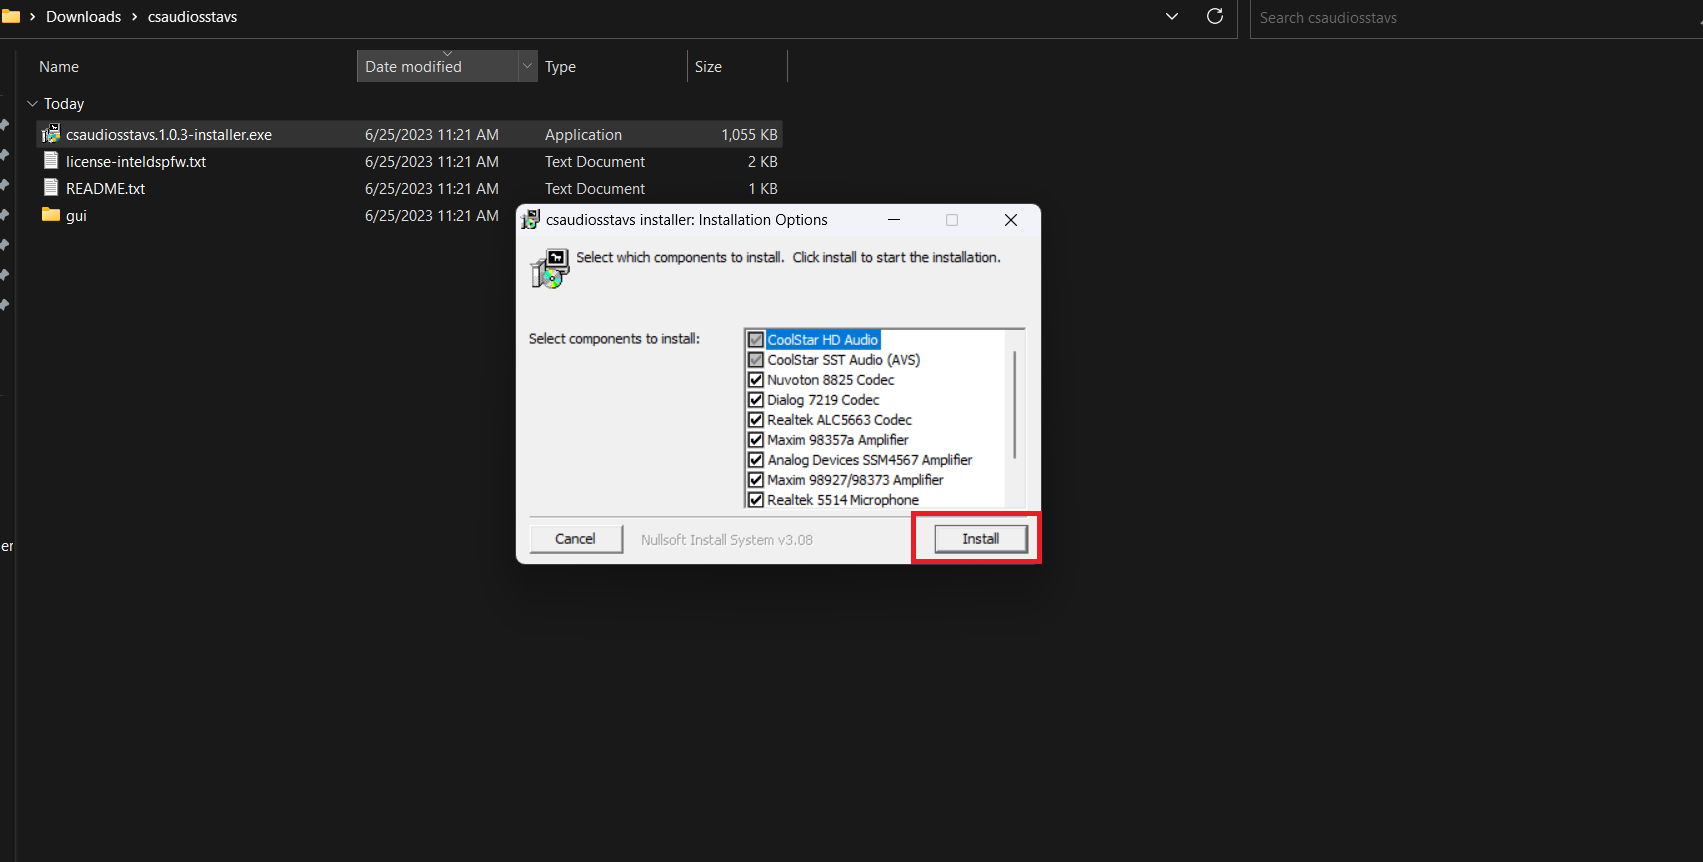 Downloads > csaudiosstavs
Search csaudiosstavs
Name Date modified Type Size
Today
csaudiosstavs.1.0.3-installer.exe 6/25/2023 11:21 AM Application 1,055 KB
license-inteldspfw.txt 6/25/2023 11:21 AM Text Document 2 KB
README.txt 6/25/2023 11:21 AM Text Document 1 KB
gui 6/25/2023 11:21 AM
csaudiosstavs installer: Installation Options
Select which components to install. Click install to start the installation.
Select components to install:
CoolStar HD Audio
CoolStar SST Audio (AVS)
Nuvoton 8825 Codec
Dialog 7219 Codec
Realtek ALC5663 Codec
Maxim 98357a Amplifier
Analog Devices SSM4567 Amplifier
Maxim 98927/98373 Amplifier
Realtek 5514 Microphone
er
Cancel Nullsoft Install System v3.08 Install